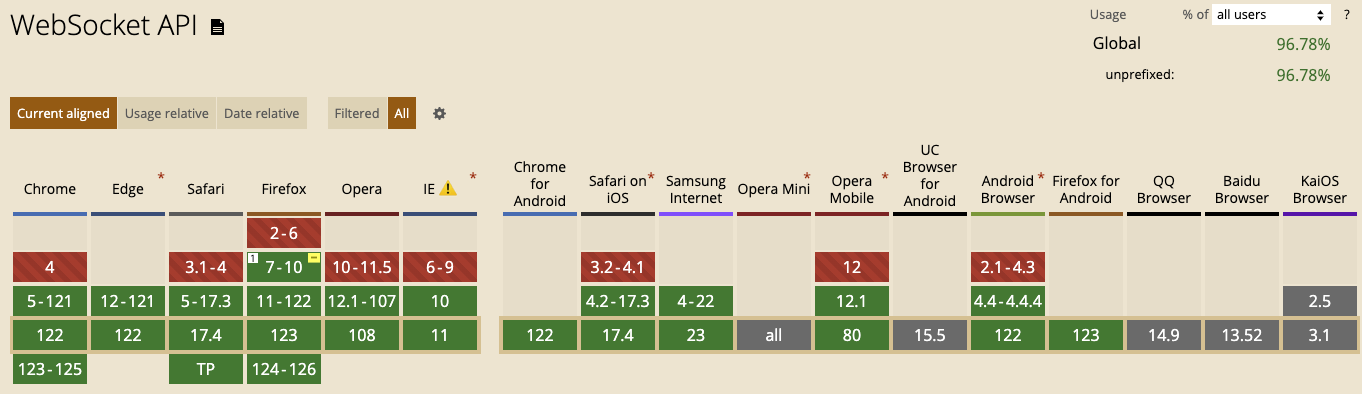 WebSocket API
Usage % of all users ?
Global 96.78%
unprefixed: 96.78%
Current aligned Usage relative Date relative Filtered All
Chrome Edge * Safari Firefox Opera IE * Chrome for Android Safari on iOS * Samsung Internet Opera Mini * Opera Mobile * UC Browser for Android Android Browser * Firefox for Android QQ Browser Baidu Browser KaiOS Browser
2-6
4 3.1-4 1 7-10 10-11.5 6-9 3.2-4.1 12 2.1-4.3
5-121 12-121 5-17.3 11-122 12.1-107 10 4.2-17.3 4-22 12.1 4.4-4.4.4 2.5
122 122 17.4 123 108 11 122 17.4 23 all 80 15.5 122 123 14.9 13.52 3.1
123-125 TP 124-126